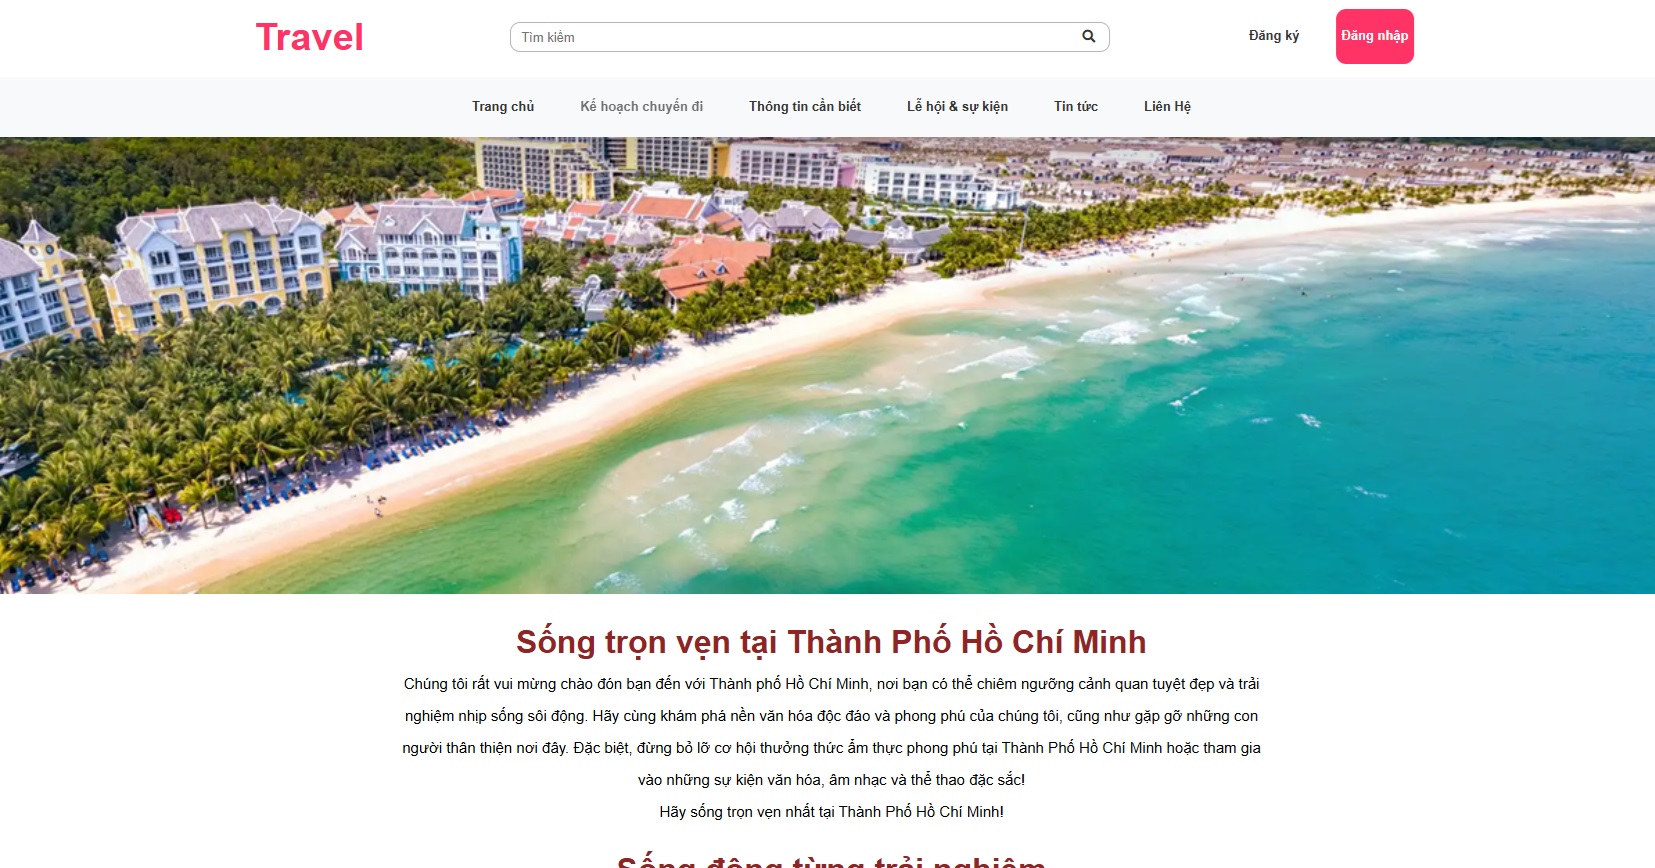 Travel
Tìm kiếm
Đăng ký
Đăng nhập
Trang chủ
Kế hoạch chuyến đi
Thông tin cần biết
Lễ hội & sự kiện
Tin tức
Liên Hệ
Sống trọn vẹn tại Thành Phố Hồ Chí Minh
Chúng tôi rất vui mừng chào đón bạn đến với Thành phố Hồ Chí Minh, nơi bạn có thể chiêm ngưỡng cảnh quan tuyệt đẹp và trải
nghiệm nhịp sống sôi động. Hãy cùng khám phá nền văn hóa độc đáo và phong phú của chúng tôi, cũng như gặp gỡ những con
người thân thiện nơi đây. Đặc biệt, đừng bỏ lỡ cơ hội thưởng thức ẩm thực phong phú tại Thành Phố Hồ Chí Minh hoặc tham gia
vào những sự kiện văn hóa, âm nhạc và thể thao đặc sắc!
Hãy sống trọn vẹn nhất tại Thành Phố Hồ Chí Minh!
Sống động từng trải nghiệm